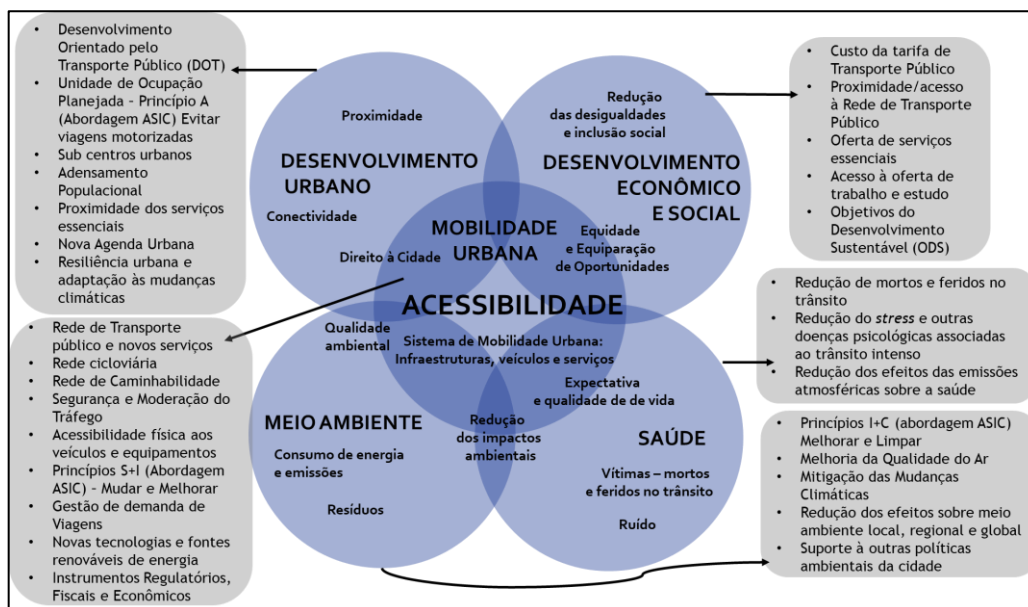 • Desenvolvimento
Orientado pelo
Transporte Público (DOT)
• Unidade de Ocupação
Planejada – Princípio A
(Abordagem ASIC) Evitar
viagens motorizadas
• Sub centros urbanos
• Adensamento
Populacional
• Proximidade dos serviços
essenciais
• Nova Agenda Urbana
• Resiliência urbana e
adaptação às mudanças
climáticas
• Rede de Transporte
público e novos serviços
• Rede cicloviária
• Rede de Caminhabilidade
• Segurança e Moderação do
Tráfego
• Acessibilidade física aos
veículos e equipamentos
• Princípios S+I (Abordagem
ASIC) – Mudar e Melhorar
• Gestão de demanda de
Viagens
• Novas tecnologias e fontes
renováveis de energia
• Instrumentos Regulatórios,
Fiscais e Econômicos
Proximidade
DESENVOLVIMENTO
URBANO
Conectividade
Redução
das desigualdades
e inclusão social
DESENVOLVIMENTO
ECONÔMICO
E SOCIAL
MOBILIDADE
URBANA
Direito à Cidade
Equidade
e Equiparação
de Oportunidades
ACESSIBILIDADE
Qualidade
ambiental
Sistema de Mobilidade Urbana:
Infraestruturas, veículos e serviços
Expectativa
e qualidade de de vida
MEIO AMBIENTE
Consumo de energia
e emissões
Resíduos
Redução
dos impactos
ambientais
SAÚDE
Vítimas – mortos
e feridos no trânsito
Ruído
• Custo da tarifa de
Transporte Público
• Proximidade/acesso
à Rede de Transporte
Público
• Oferta de serviços
essenciais
• Acesso à oferta de
trabalho e estudo
• Objetivos do
Desenvolvimento
Sustentável (ODS)
• Redução de mortos e feridos no
trânsito
• Redução do stress e outras
doenças psicológicas associadas
ao trânsito intenso
• Redução dos efeitos das emissões
atmosféricas sobre a saúde
• Princípios I+C (abordagem ASIC)
Melhorar e Limpar
• Melhoria da Qualidade do Ar
• Mitigação das Mudanças
Climáticas
• Redução dos efeitos sobre meio
ambiente local, regional e global
• Suporte à outras políticas
ambientais da cidade